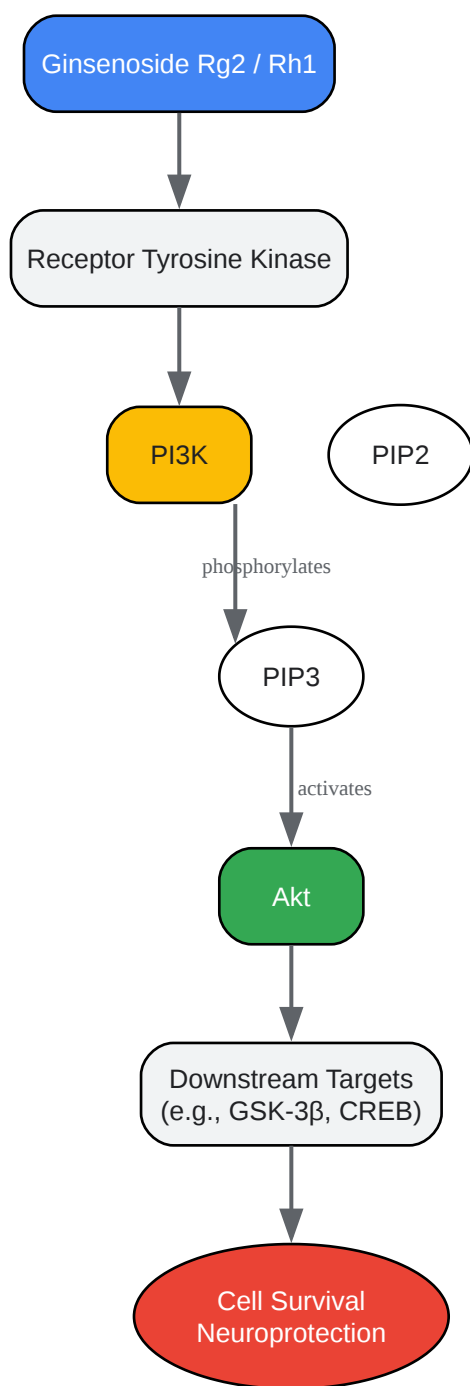 Ginsenoside Rg2 / Rh1
Receptor Tyrosine Kinase
PI3K
PIP2
phosphorylates
PIP3
activates
Akt
Downstream Targets
(e.g., GSK-3β, CREB)
Cell Survival
Neuroprotection